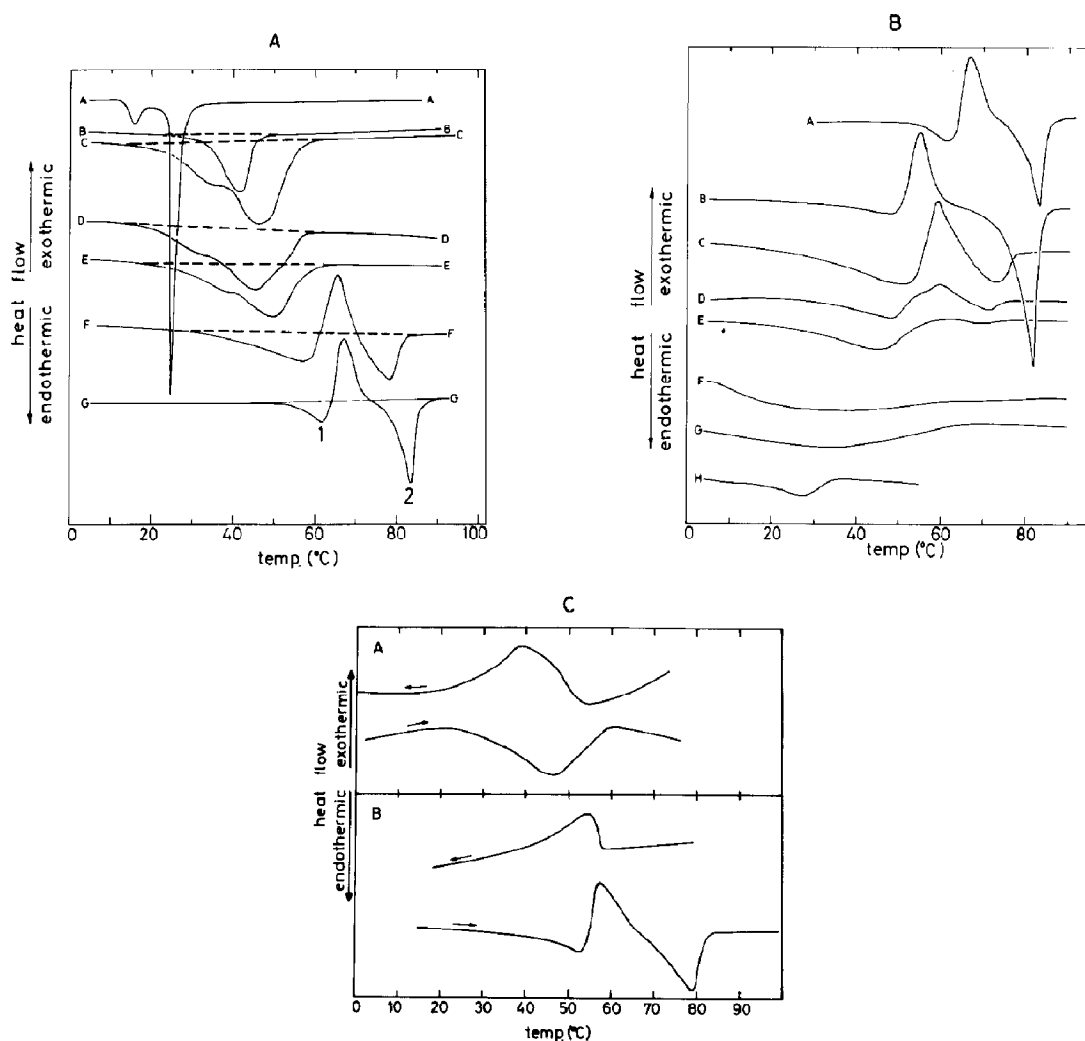 A
A
A
B
B
C
C
D
D
E
E
F
F
G
G
1
2
heat flow
endothermic exothermic
0 20 40 60 80 100
temp. (°C)
B
A
B
C
D
E
F
G
H
heat flow
endothermic exothermic
0 20 40 60 80
temp (°C)
C
A
B
heat flow
endothermic exothermic
0 10 20 30 40 50 60 70 80 90
temp (°C)